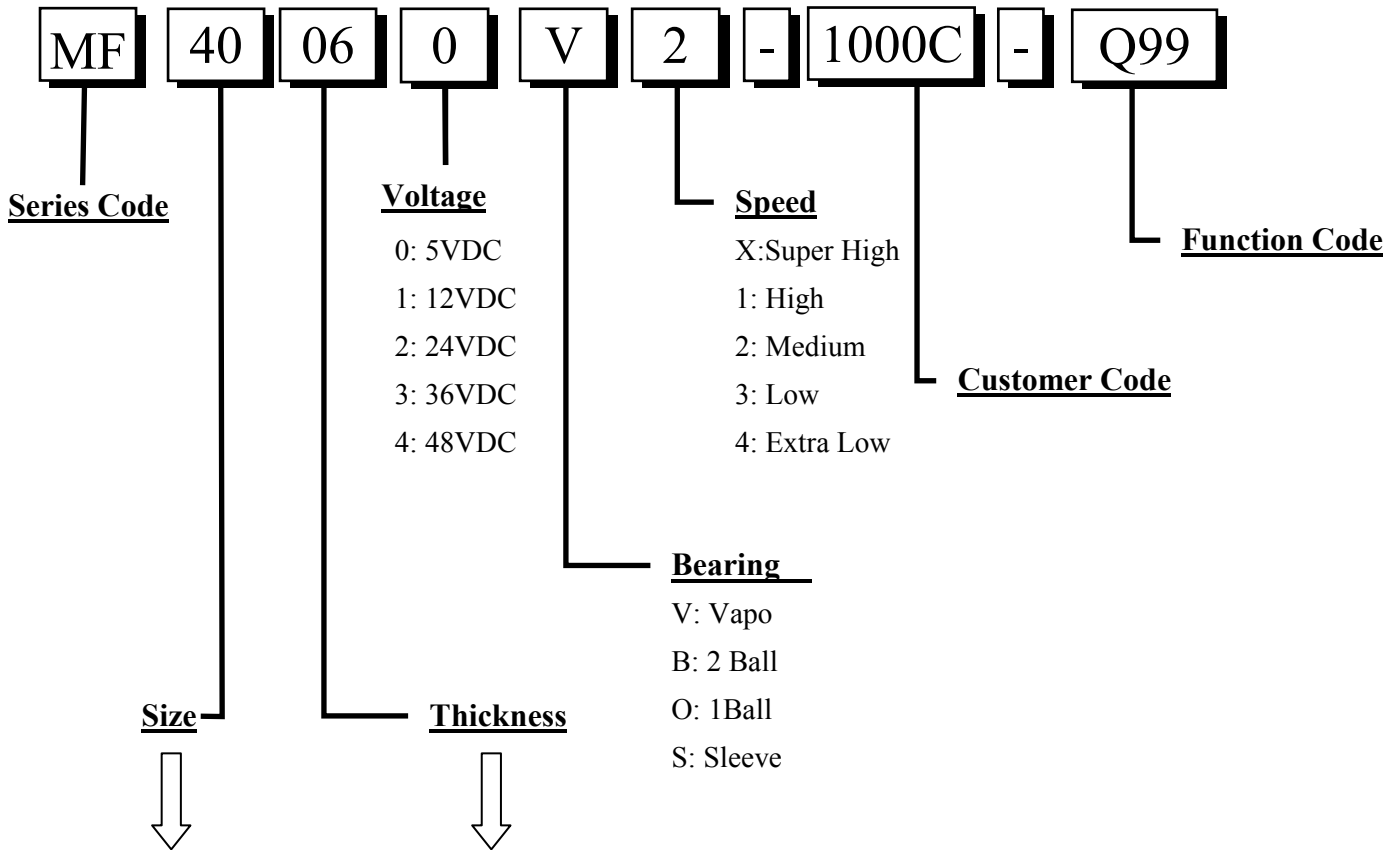 MF 40 06 0 V 2 - 1000C - Q99
Series Code
Voltage
0: 5VDC
1: 12VDC
2: 24VDC
3: 36VDC
4: 48VDC
Speed
X:Super High
1: High
2: Medium
3: Low
4: Extra Low
Function Code
Customer Code
Bearing
V: Vapo
B: 2 Ball
O: 1Ball
S: Sleeve
Size
Thickness